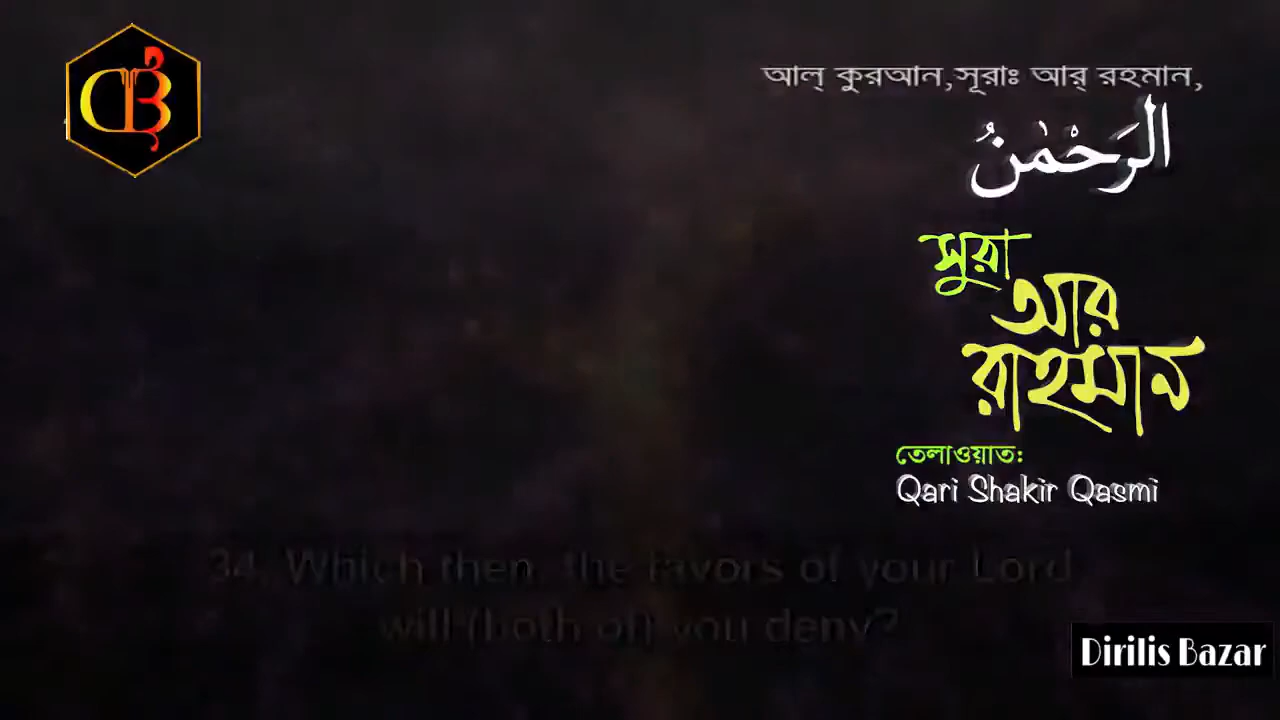 আল্ কুরআন,সূরাঃ আর্ রহমান,
الرَحْمٰنُ
সুরা
আর
রাহমান
তেলাওয়াত:
Qari Shakir Qasmi
34. Which then, the favors of your Lord
will (both of) you deny?
Dirilis Bazar